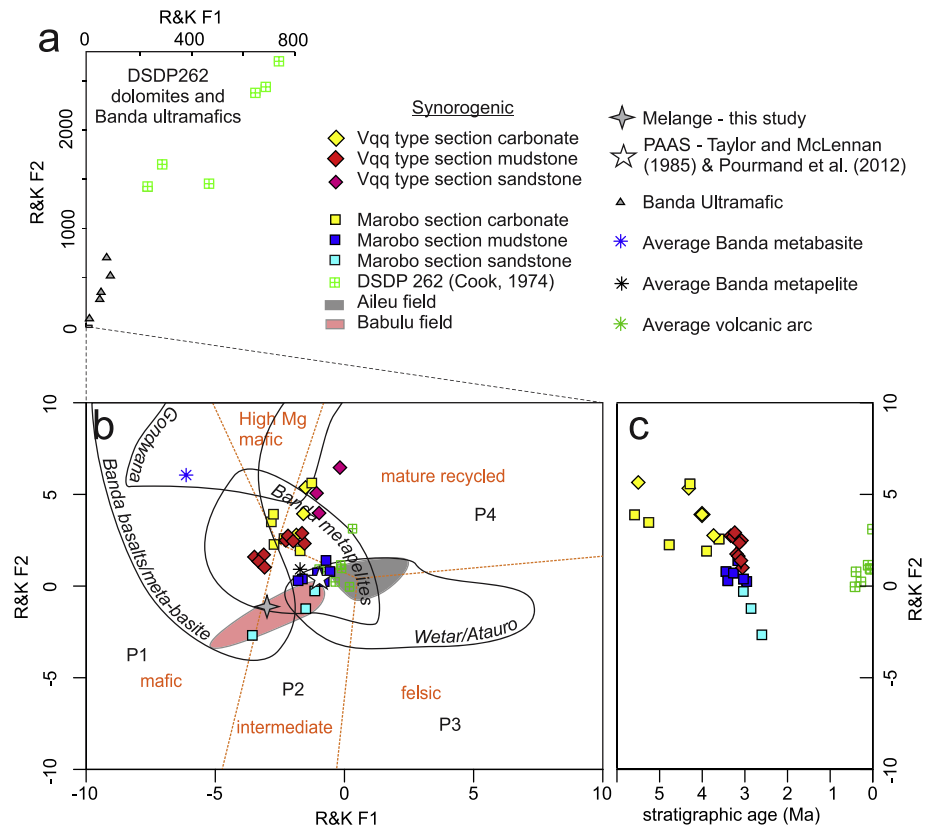 R&K F1
0 400 800
a
DSDP262
dolomites and
Banda ultramafics
R&K F2
2000
1000
0
Synorogenic
Vqq type section carbonate
Vqq type section mudstone
Vqq type section sandstone
Marobo section carbonate
Marobo section mudstone
Marobo section sandstone
DSDP 262 (Cook, 1974)
Aileu field
Babulu field
Melange - this study
PAAS - Taylor and McLennan
(1985) & Pourmand et al. (2012)
Banda Ultramafic
Average Banda metabasite
Average Banda metapelite
Average volcanic arc
b
Gondwana
High Mg
mafic
mature recycled
P4
Banda metapelites
Banda basalts/meta-basite
Wetar/Atauro
P1
mafic
P2
intermediate
felsic
P3
10
5
0
-5
-10
R&K F2
-10 -5 0 5 10
R&K F1
c
10
5
0
-5
-10
R&K F2
6 5 4 3 2 1 0
stratigraphic age (Ma)